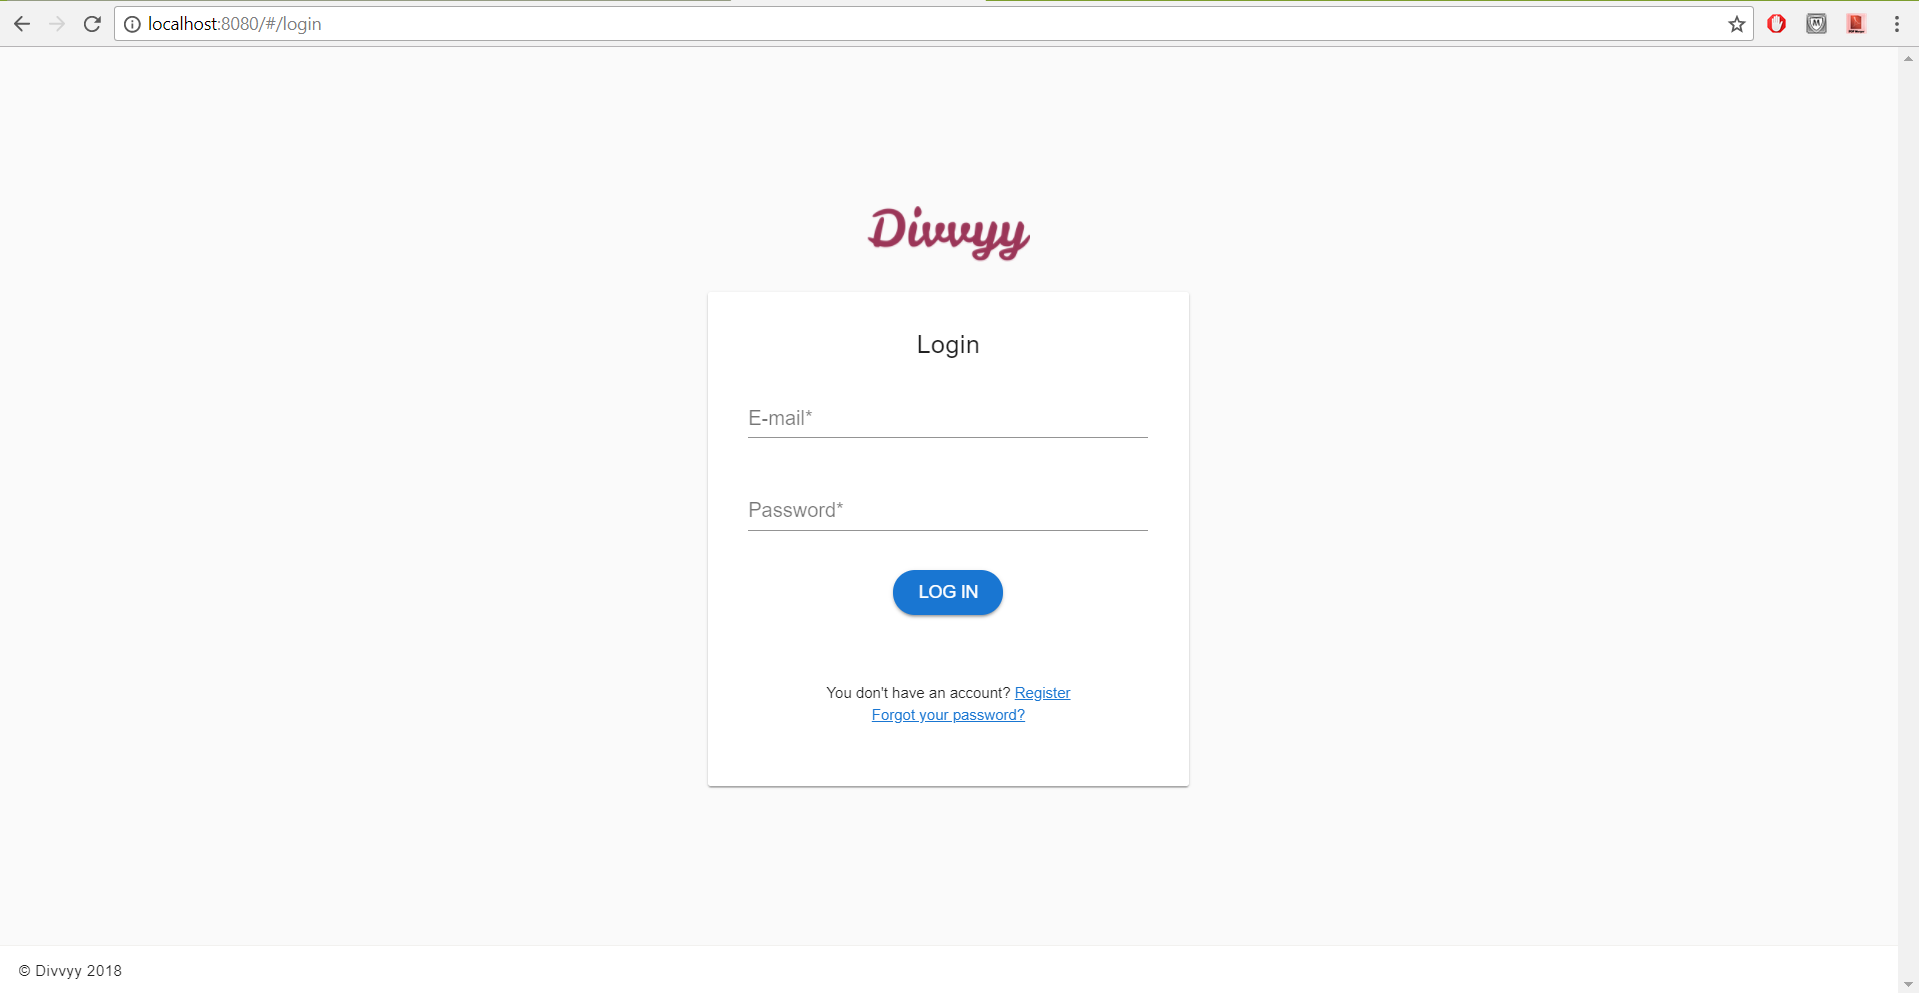 localhost:8080/#/login
Divvyy
Login
E-mail*
Password*
LOG IN
You don't have an account? Register
Forgot your password?
© Divvyy 2018